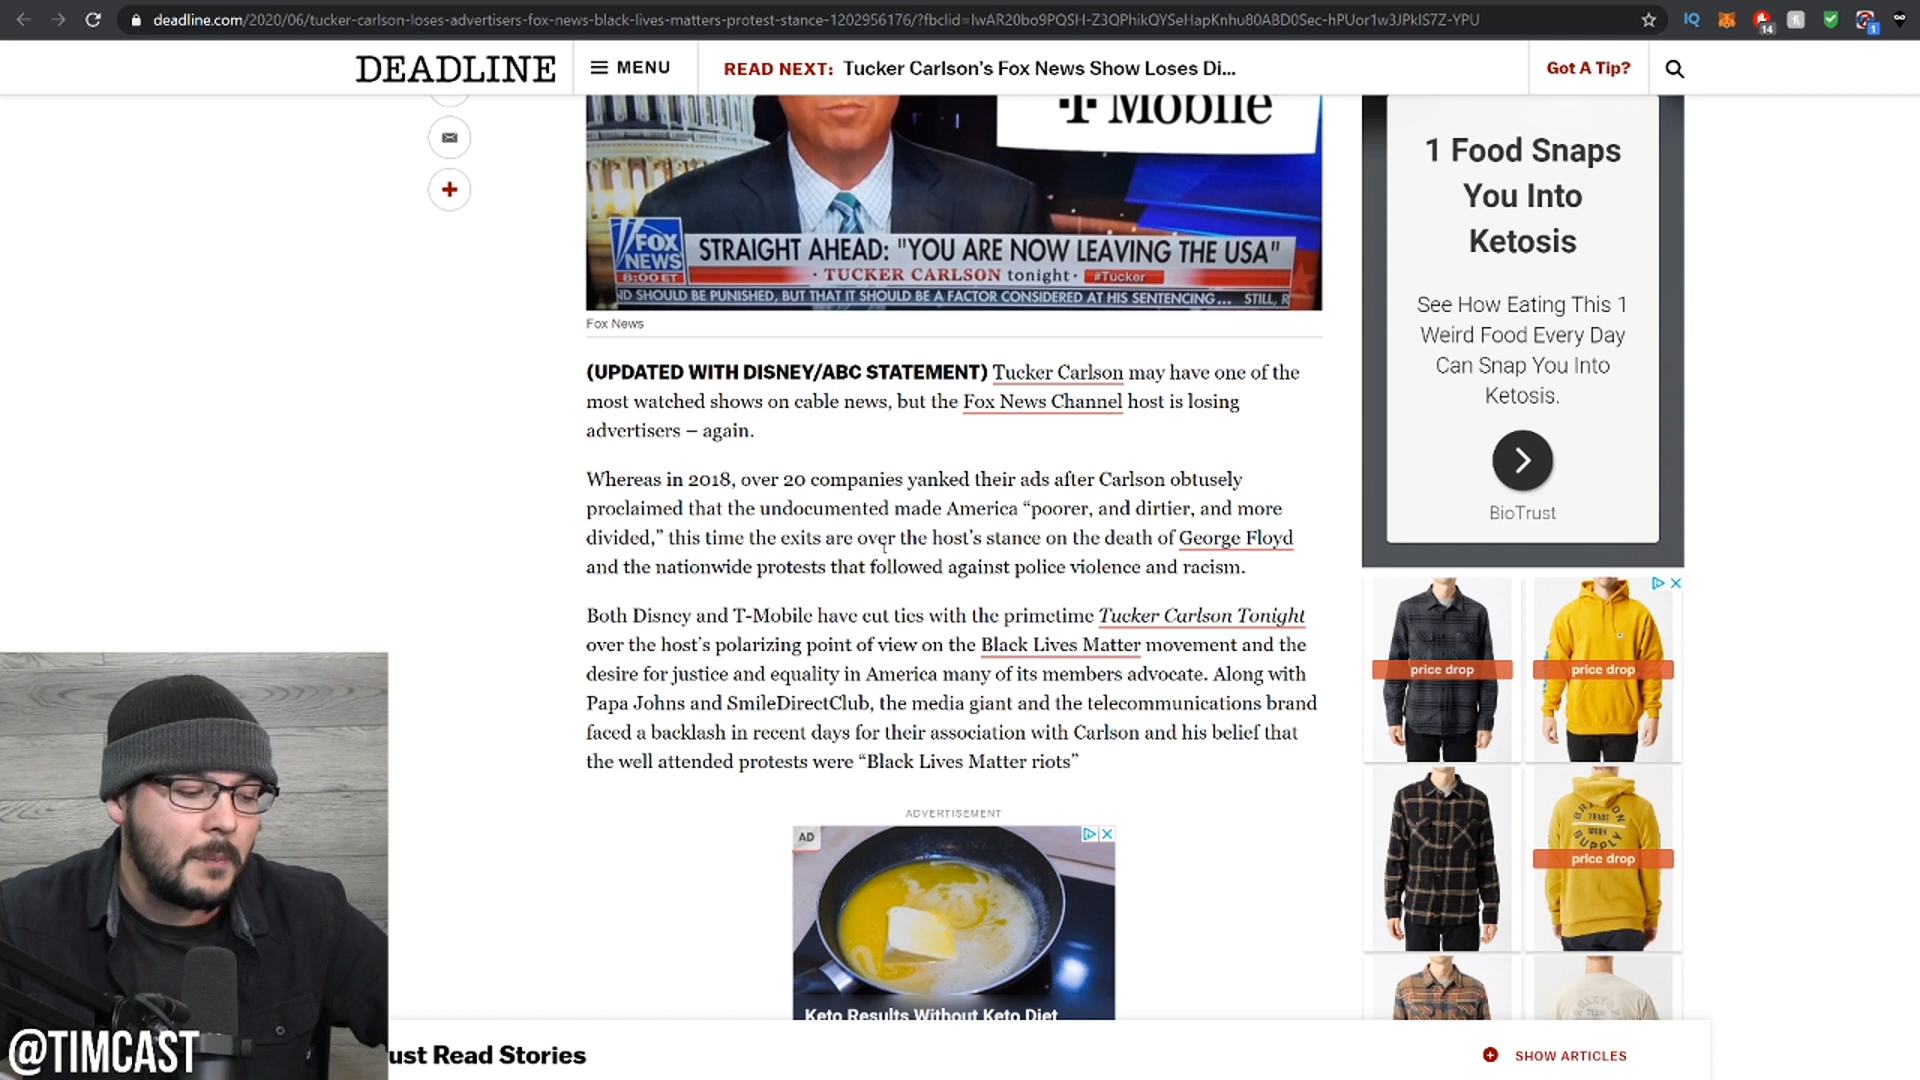 deadline.com/2020/06/tucker-carlson-loses-advertisers-fox-news-black-lives-matters-protest-stance-1202956176/?fbclid=IwAR20bo9PQSH-Z3QPhikQYSeHapKnhu80ABD0Sec-hPUor1w3JPkIS7Z-YPU
IQ
14
1
DEADLINE
MENU
READ NEXT: Tucker Carlson's Fox News Show Loses Di...
Got A Tip?
T Mobile
FOX NEWS
8:00 ET
STRAIGHT AHEAD: "YOU ARE NOW LEAVING THE USA"
· TUCKER CARLSON tonight · #Tucker
ND SHOULD BE PUNISHED, BUT THAT IT SHOULD BE A FACTOR CONSIDERED AT HIS SENTENCING... STILL, R
Fox News
(UPDATED WITH DISNEY/ABC STATEMENT) Tucker Carlson may have one of the
most watched shows on cable news, but the Fox News Channel host is losing
advertisers – again.
Whereas in 2018, over 20 companies yanked their ads after Carlson obtusely
proclaimed that the undocumented made America “poorer, and dirtier, and more
divided,” this time the exits are over the host’s stance on the death of George Floyd
and the nationwide protests that followed against police violence and racism.
Both Disney and T-Mobile have cut ties with the primetime Tucker Carlson Tonight
over the host’s polarizing point of view on the Black Lives Matter movement and the
desire for justice and equality in America many of its members advocate. Along with
Papa Johns and SmileDirectClub, the media giant and the telecommunications brand
faced a backlash in recent days for their association with Carlson and his belief that
the well attended protests were “Black Lives Matter riots”
ADVERTISEMENT
AD
Keto Results Without Keto Diet
1 Food Snaps
You Into
Ketosis
See How Eating This 1
Weird Food Every Day
Can Snap You Into
Ketosis.
BioTrust
price drop
price drop
SUPPLY
price drop
@TIMCAST
ust Read Stories
SHOW ARTICLES